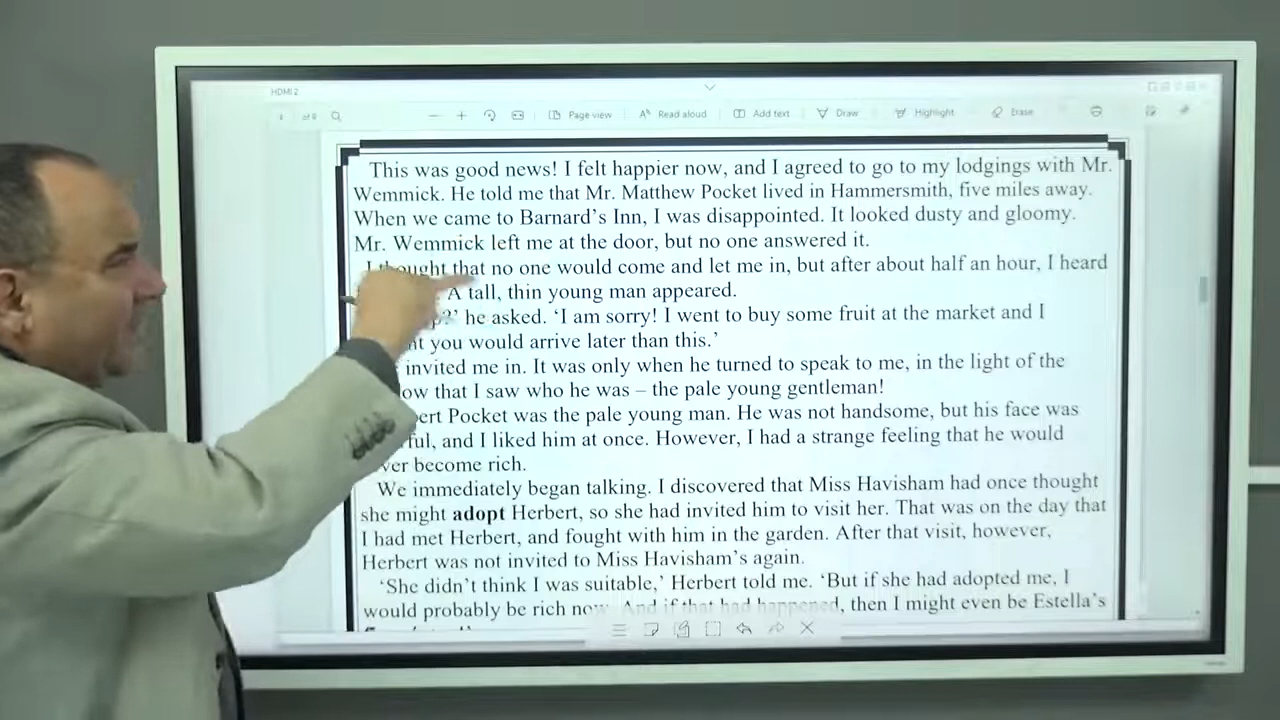 HDMI 2
of 9 Page view Read aloud Add text Draw Highlight Erase
This was good news! I felt happier now, and I agreed to go to my lodgings with Mr.
Wemmick. He told me that Mr. Matthew Pocket lived in Hammersmith, five miles away.
When we came to Barnard's Inn, I was disappointed. It looked dusty and gloomy.
Mr. Wemmick left me at the door, but no one answered it.
I thought that no one would come and let me in, but after about half an hour, I heard
A tall, thin young man appeared.
he asked. 'I am sorry! I went to buy some fruit at the market and I
you would arrive later than this.'
invited me in. It was only when he turned to speak to me, in the light of the
that I saw who he was – the pale young gentleman!
Pocket was the pale young man. He was not handsome, but his face was
and I liked him at once. However, I had a strange feeling that he would
become rich.
We immediately began talking. I discovered that Miss Havisham had once thought
she might adopt Herbert, so she had invited him to visit her. That was on the day that
I had met Herbert, and fought with him in the garden. After that visit, however,
Herbert was not invited to Miss Havisham's again.
'She didn't think I was suitable,' Herbert told me. 'But if she had adopted me, I
would probably be rich now. And if that had happened, then I might even be Estella's